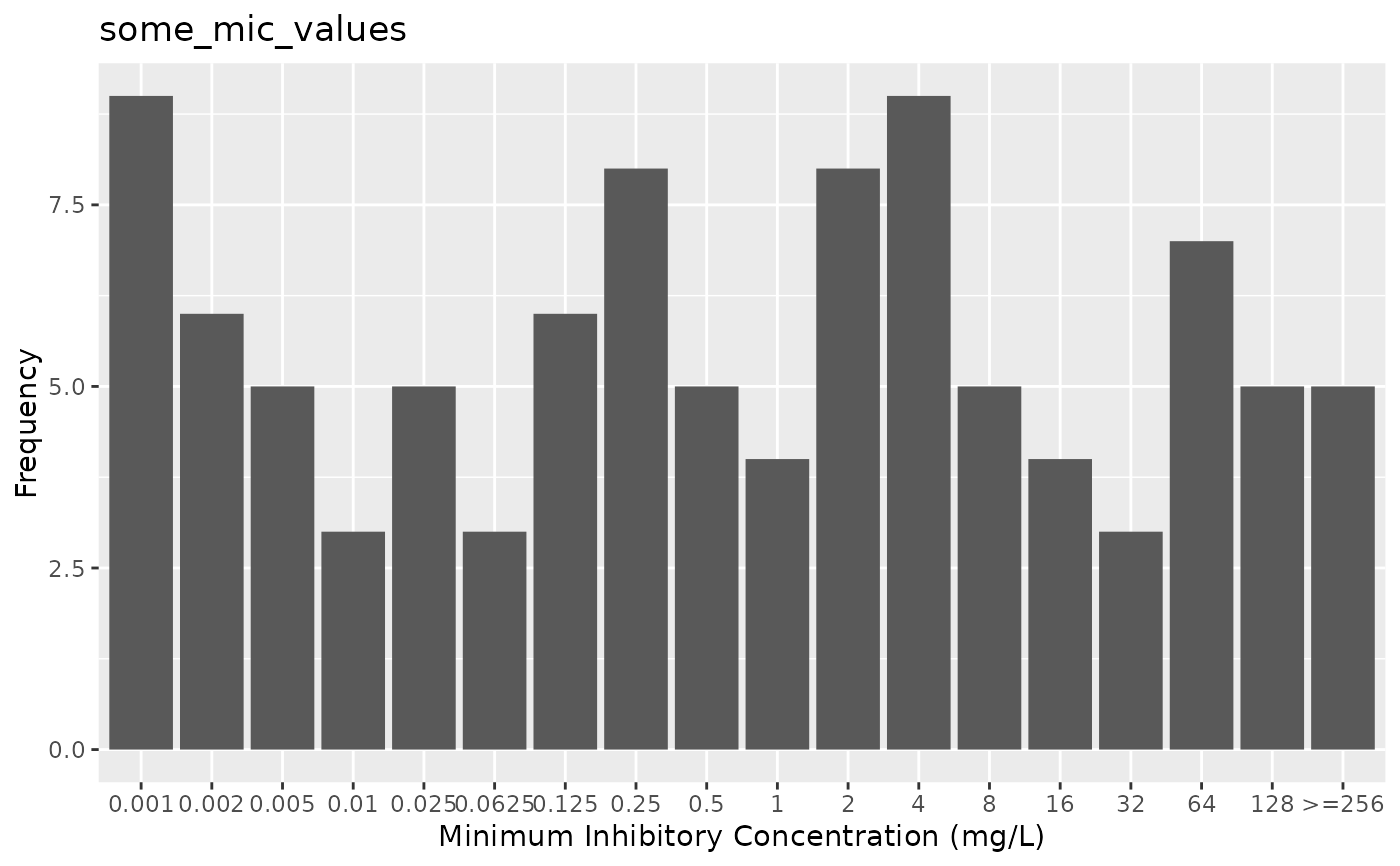 some_mic_values
Frequency
7.5
5.0
2.5
0.0
0.001 0.002 0.005 0.01 0.025 0.0625 0.125 0.25 0.5 1 2 4 8 16 32 64 128 >=256
Minimum Inhibitory Concentration (mg/L)